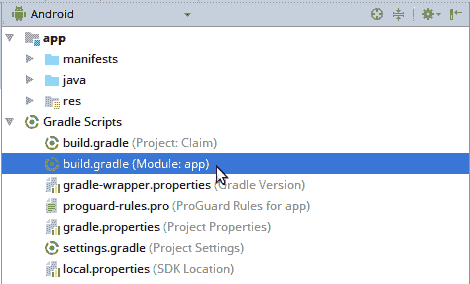 Android
app
manifests
java
res
Gradle Scripts
build.gradle (Project: Claim)
build.gradle (Module: app)
gradle-wrapper.properties (Gradle Version)
proguard-rules.pro (ProGuard Rules for app)
gradle.properties (Project Properties)
settings.gradle (Project Settings)
local.properties (SDK Location)